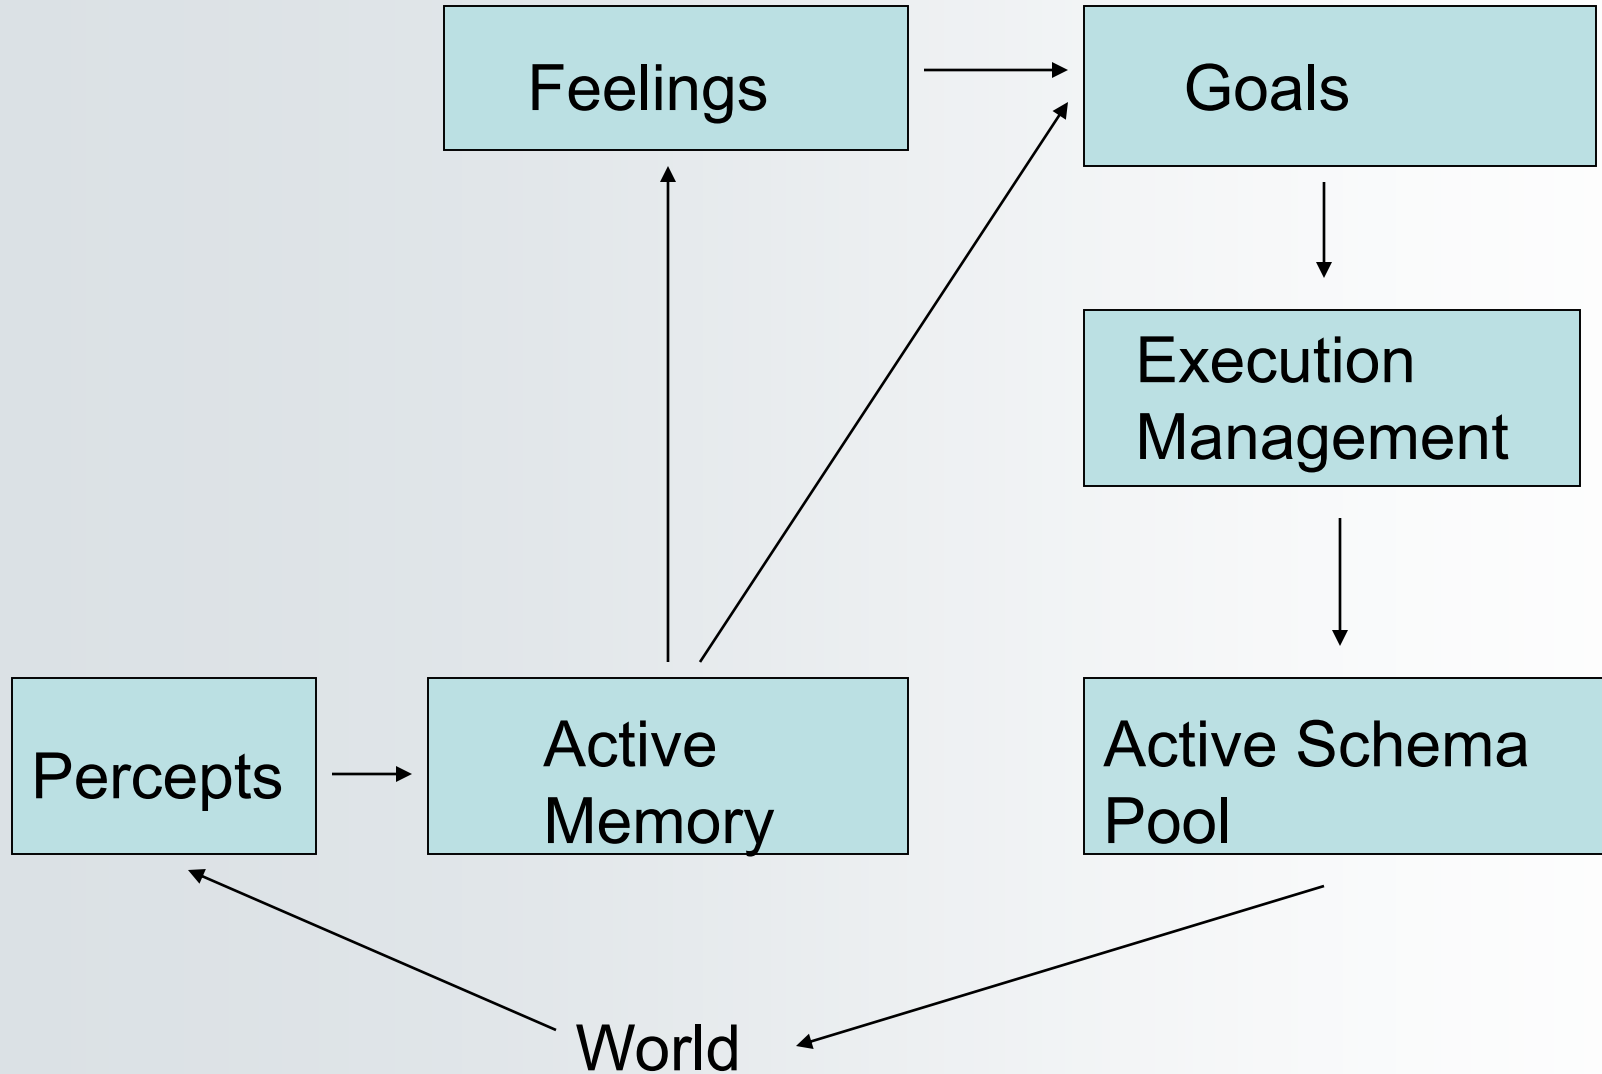 Feelings
Goals
Execution
Management
Percepts
Active
Memory
Active Schema
Pool
World